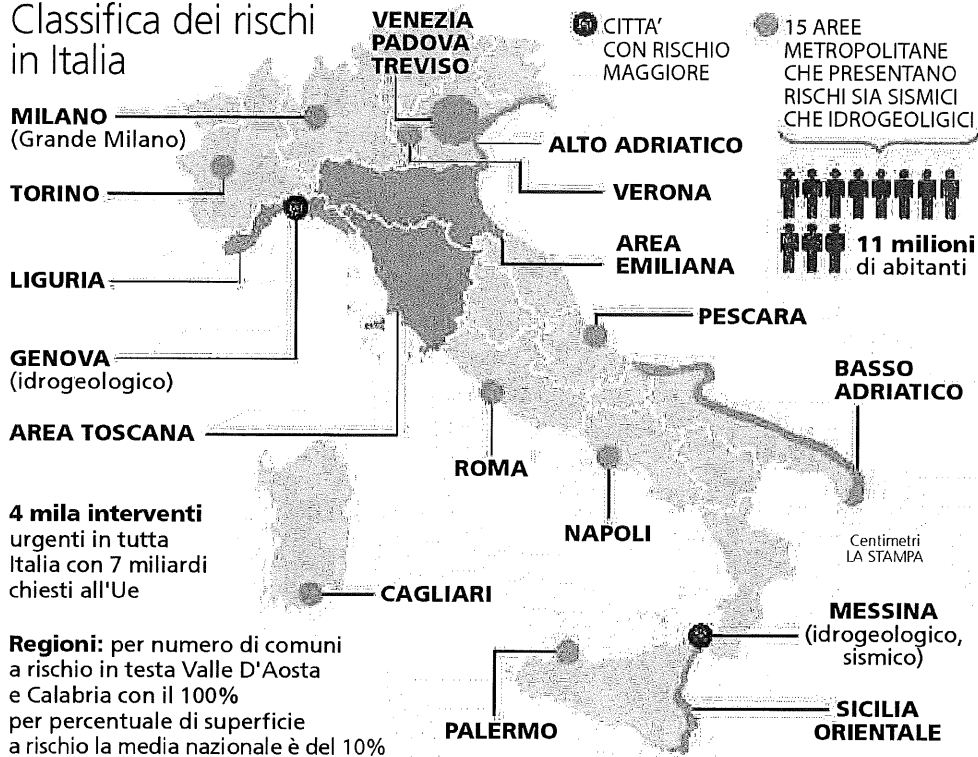 Classifica dei rischi
in Italia
VENEZIA
PADOVA
TREVISO
CITTA'
CON RISCHIO
MAGGIORE
15 AREE
METROPOLITANE
CHE PRESENTANO
RISCHI SIA SISMICI
CHE IDROGEOLIGICI
MILANO
(Grande Milano)
ALTO ADRIATICO
TORINO
VERONA
AREA
EMILIANA
11 milioni
di abitanti
LIGURIA
PESCARA
GENOVA
(idrogeologico)
BASSO
ADRIATICO
AREA TOSCANA
ROMA
NAPOLI
4 mila interventi
urgenti in tutta
Italia con 7 miliardi
chiesti all'Ue
Centimetri
LA STAMPA
CAGLIARI
MESSINA
(idrogeologico,
sismico)
Regioni: per numero di comuni
a rischio in testa Valle D'Aosta
e Calabria con il 100%
per percentuale di superficie
a rischio la media nazionale è del 10%
PALERMO
SICILIA
ORIENTALE